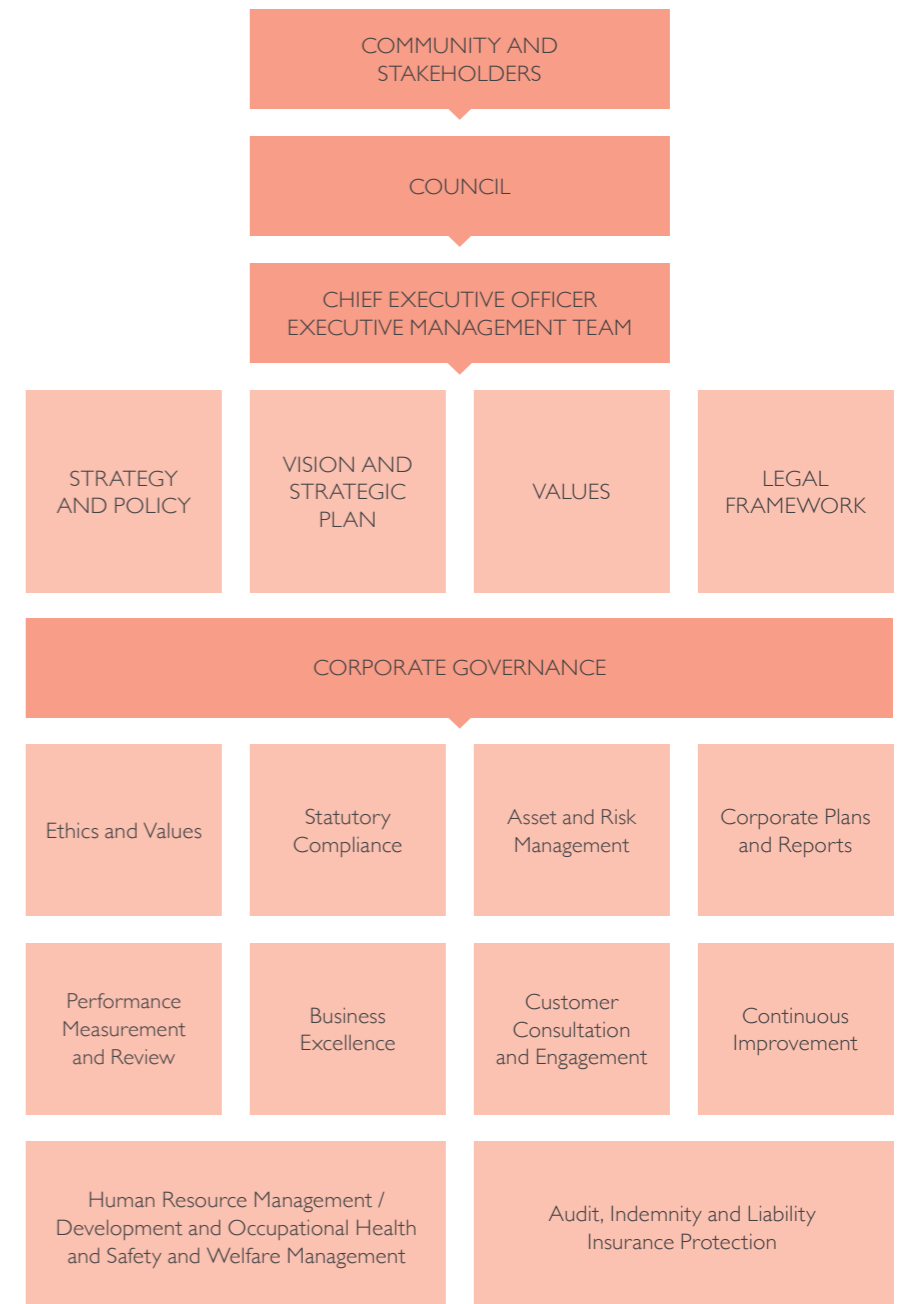 COMMUNITY AND
STAKEHOLDERS
COUNCIL
CHIEF EXECUTIVE OFFICER
EXECUTIVE MANAGEMENT TEAM
STRATEGY
AND POLICY
VISION AND
STRATEGIC
PLAN
VALUES
LEGAL
FRAMEWORK
CORPORATE GOVERNANCE
Ethics and Values
Statutory
Compliance
Asset and Risk
Management
Corporate Plans
and Reports
Performance
Measurement
and Review
Business
Excellence
Customer
Consultation
and Engagement
Continuous
Improvement
Human Resource Management /
Development and Occupational Health
and Safety and Welfare Management
Audit, Indemnity and Liability
Insurance Protection